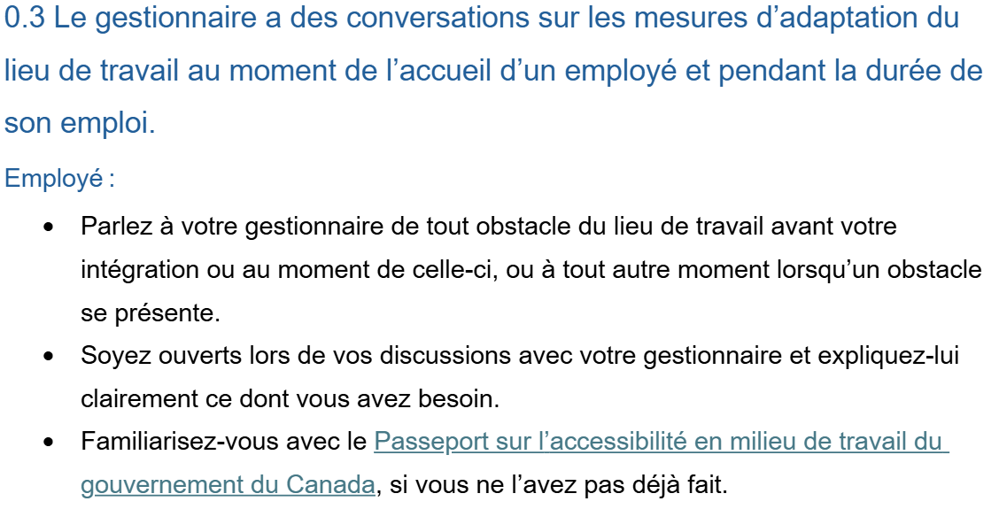 0.3 Le gestionnaire a des conversations sur les mesures d’adaptation du
lieu de travail au moment de l’accueil d’un employé et pendant la durée de
son emploi.
Employé :
• Parlez à votre gestionnaire de tout obstacle du lieu de travail avant votre
intégration ou au moment de celle-ci, ou à tout autre moment lorsqu’un obstacle
se présente.
• Soyez ouverts lors de vos discussions avec votre gestionnaire et expliquez-lui
clairement ce dont vous avez besoin.
• Familiarisez-vous avec le Passeport sur l’accessibilité en milieu de travail du
gouvernement du Canada, si vous ne l’avez pas déjà fait.